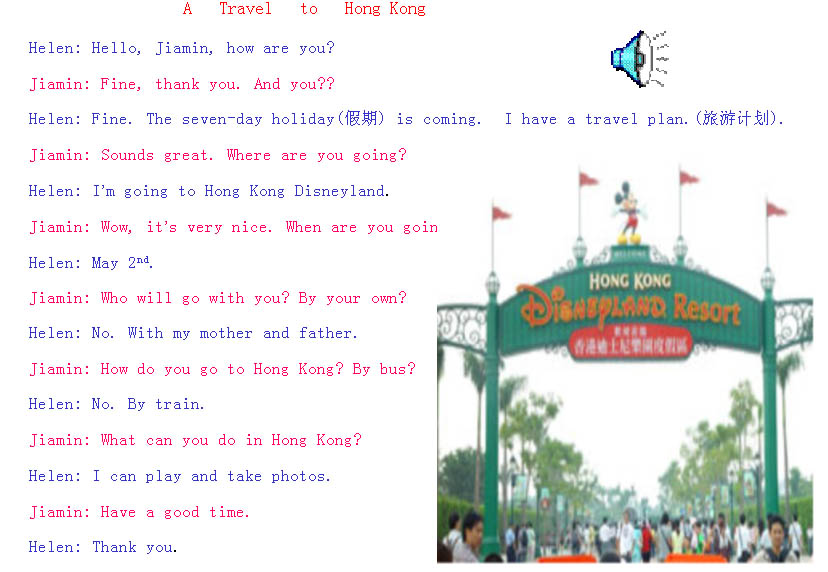 A Travel to Hong Kong
Helen: Hello, Jiamin, how are you?
Jiamin: Fine, thank you. And you??
Helen: Fine. The seven-day holiday(假期) is coming. I have a travel plan.(旅游计划).
Jiamin: Sounds great. Where are you going?
Helen: I'm going to Hong Kong Disneyland.
Jiamin: Wow, it's very nice. When are you goin
Helen: May 2nd.
Jiamin: Who will go with you? By your own?
Helen: No. With my mother and father.
Jiamin: How do you go to Hong Kong? By bus?
Helen: No. By train.
Jiamin: What can you do in Hong Kong?
Helen: I can play and take photos.
Jiamin: Have a good time.
Helen: Thank you.
WELCOME
HONG KONG
DISNEYLAND Resort
歡迎蒞臨
香港迪士尼樂園度假區